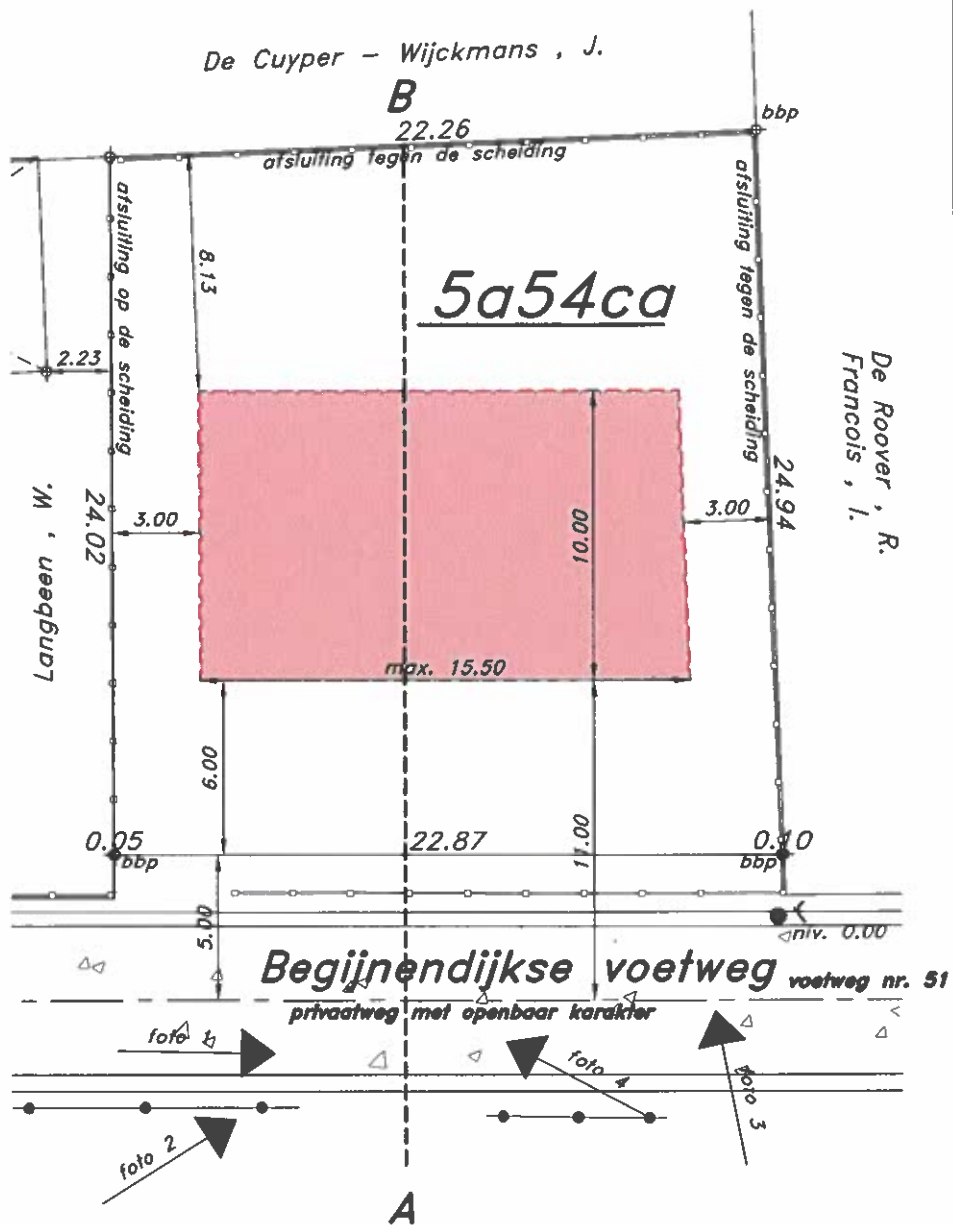 De Cuyper - Wijckmans , J.
B
bbp
22.26
afsluiting tegen de scheiding
afsluiting op de scheiding
8.13
afsluiting tegen de scheiding
5a54ca
De Roover , R.
Francois , I.
2.23
Langbeen , W.
24.02
3.00
10.00
3.00
24.94
max. 15.50
6.00
11.00
0.05
bbp
22.87
0.10
bbp
5.00
niv. 0.00
Begijnendijkse voetweg
voetweg nr. 51
privaatweg met openbaar karakter
foto 1
foto 4
foto 3
foto 2
A